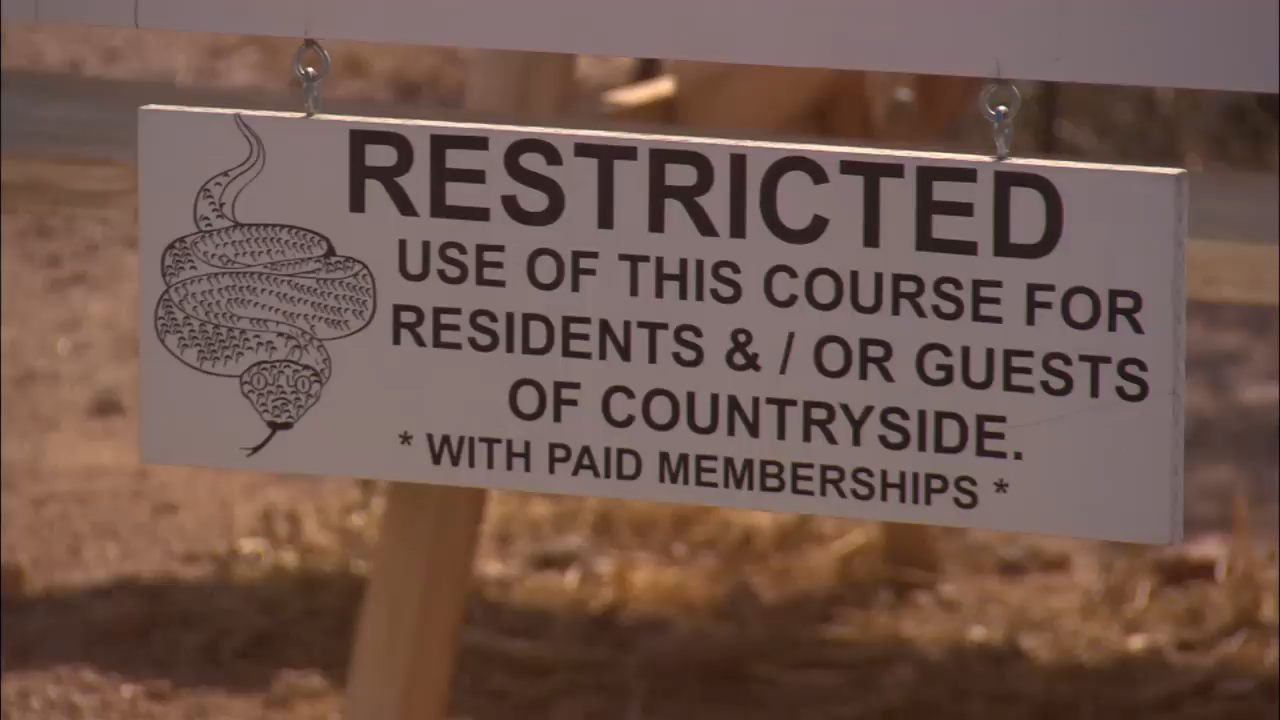 RESTRICTED
USE OF THIS COURSE FOR
RESIDENTS & / OR GUESTS
OF COUNTRYSIDE.
* WITH PAID MEMBERSHIPS *